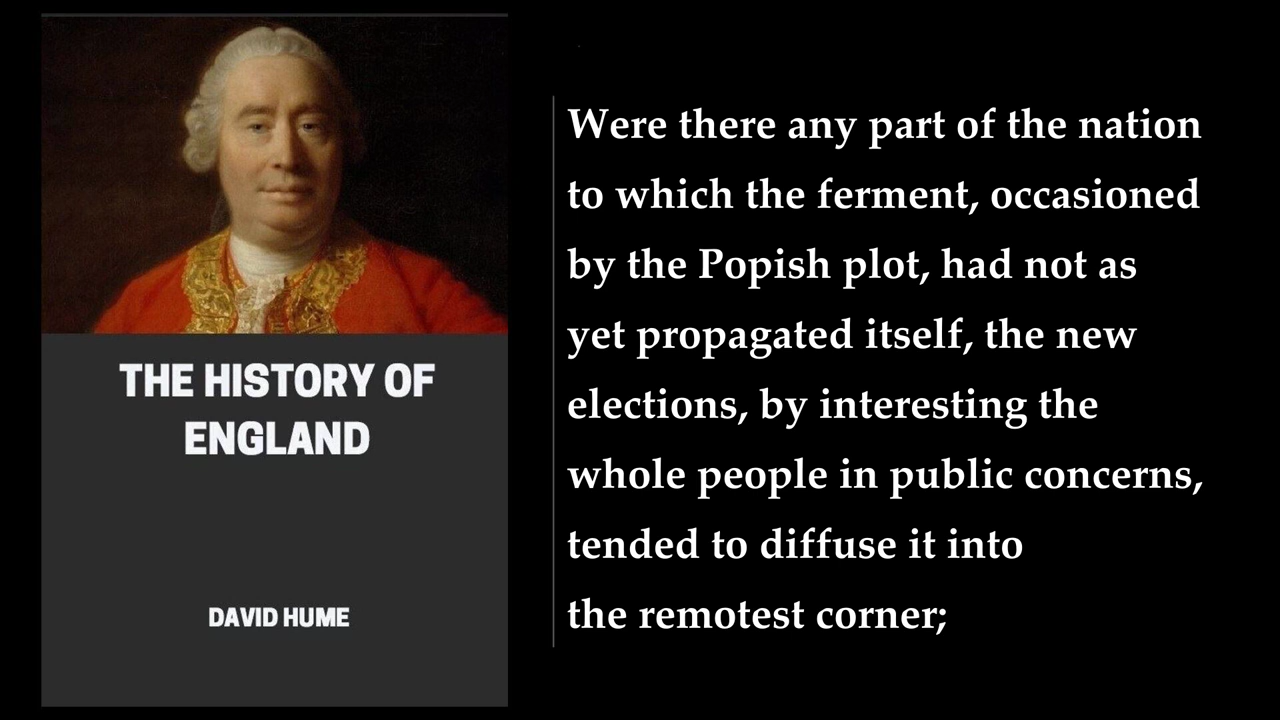 THE HISTORY OF
ENGLAND
DAVID HUME
Were there any part of the nation
to which the ferment, occasioned
by the Popish plot, had not as
yet propagated itself, the new
elections, by interesting the
whole people in public concerns,
tended to diffuse it into
the remotest corner;